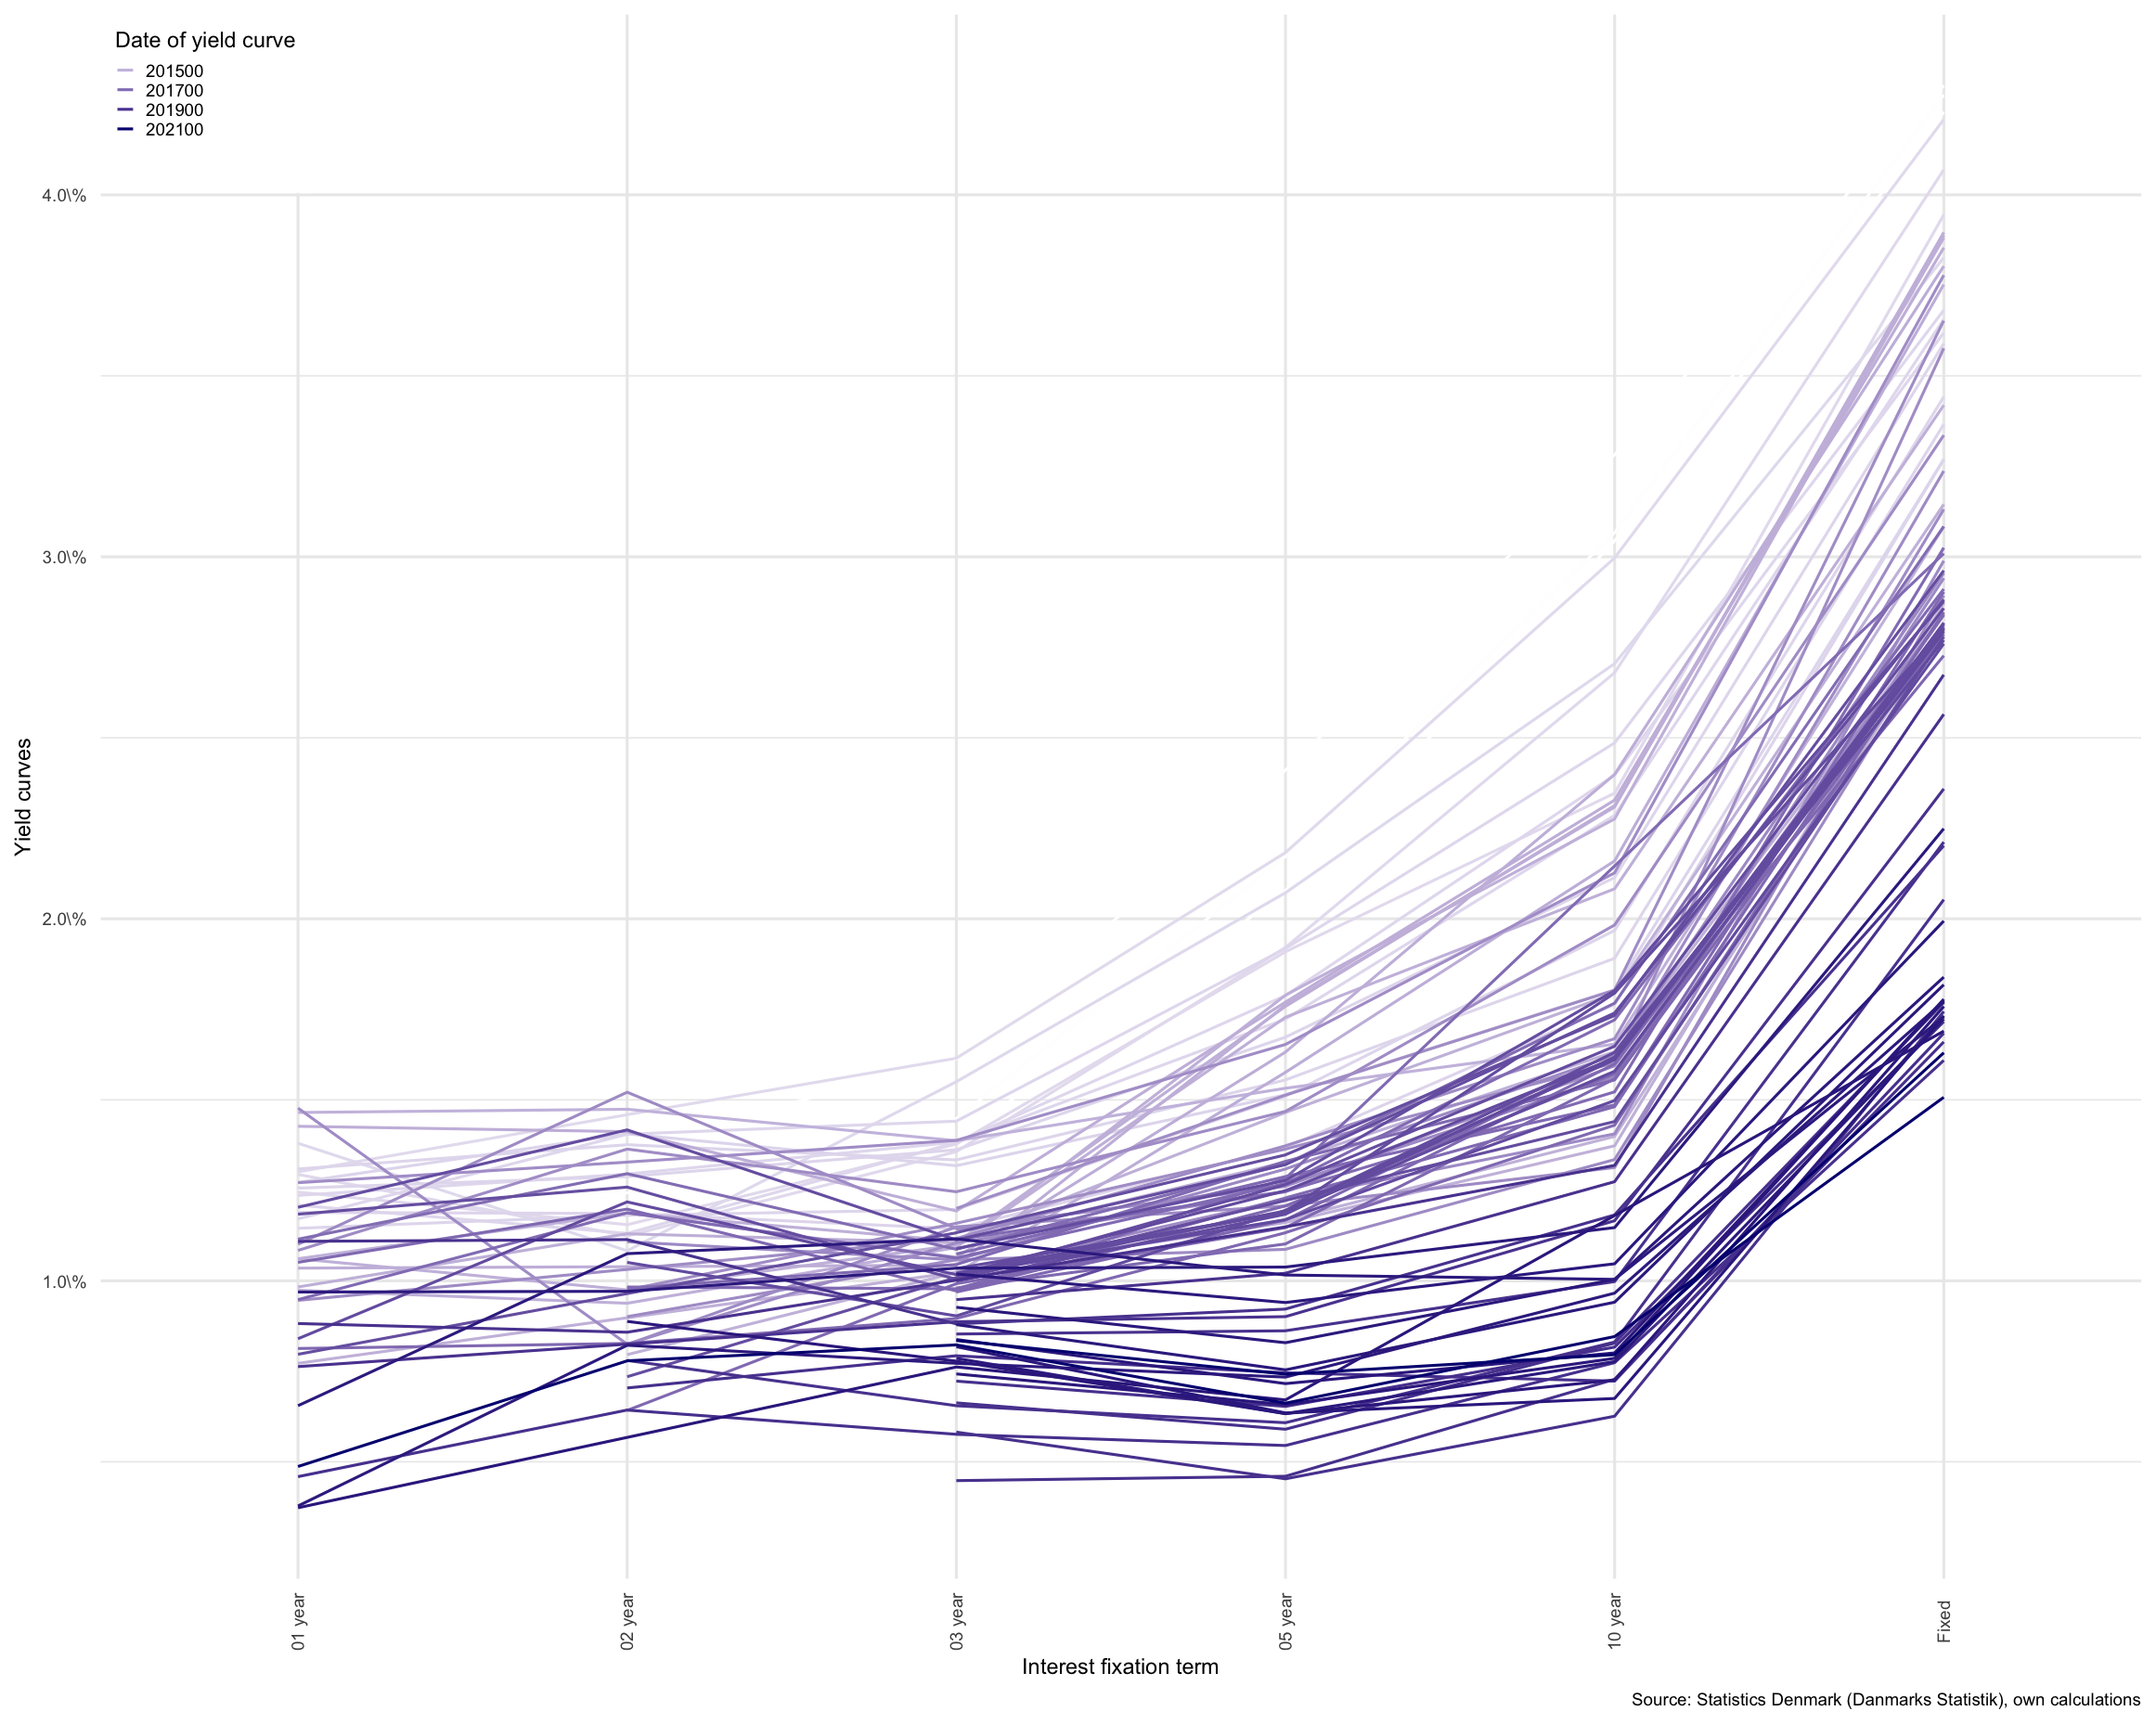 Date of yield curve
201500
201700
201900
202100
4.0\%
3.0\%
2.0\%
1.0\%
Yield curves
01 year
02 year
03 year
05 year
10 year
Fixed
Interest fixation term
Source: Statistics Denmark (Danmarks Statistik), own calculations